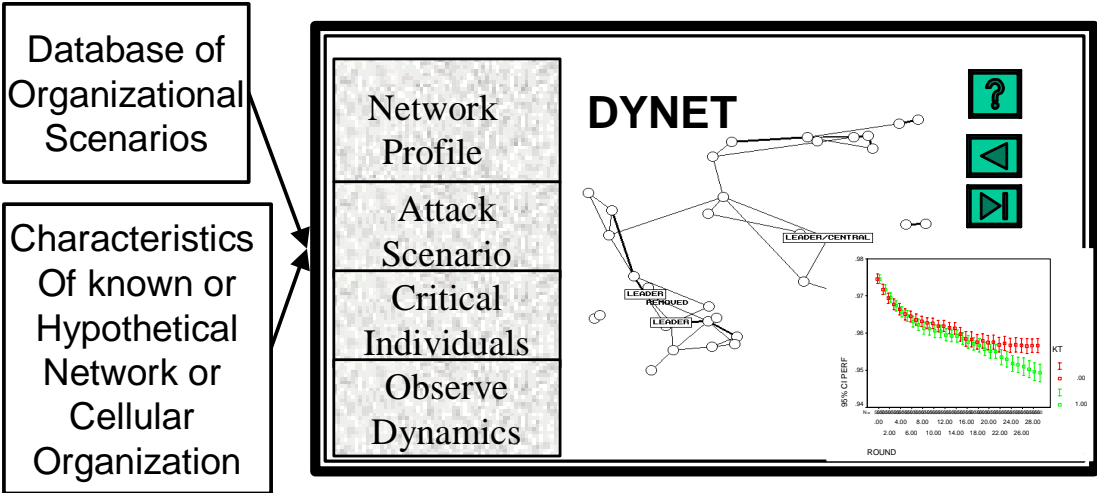 Database of
Organizational
Scenarios
Characteristics
Of known or
Hypothetical
Network or
Cellular
Organization
Network
Profile
Attack
Scenario
Critical
Individuals
Observe
Dynamics
DYNET
?
LEADER/CENTRAL
LEADER
REMOVED
LEADER
.98
.97
.96
.95
.94
95% CI PERF
N =
.00
4.00
8.00
12.00
16.00
20.00
24.00
28.00
2.00
6.00
10.00
14.00
18.00
22.00
26.00
ROUND
KT
.00
1.00